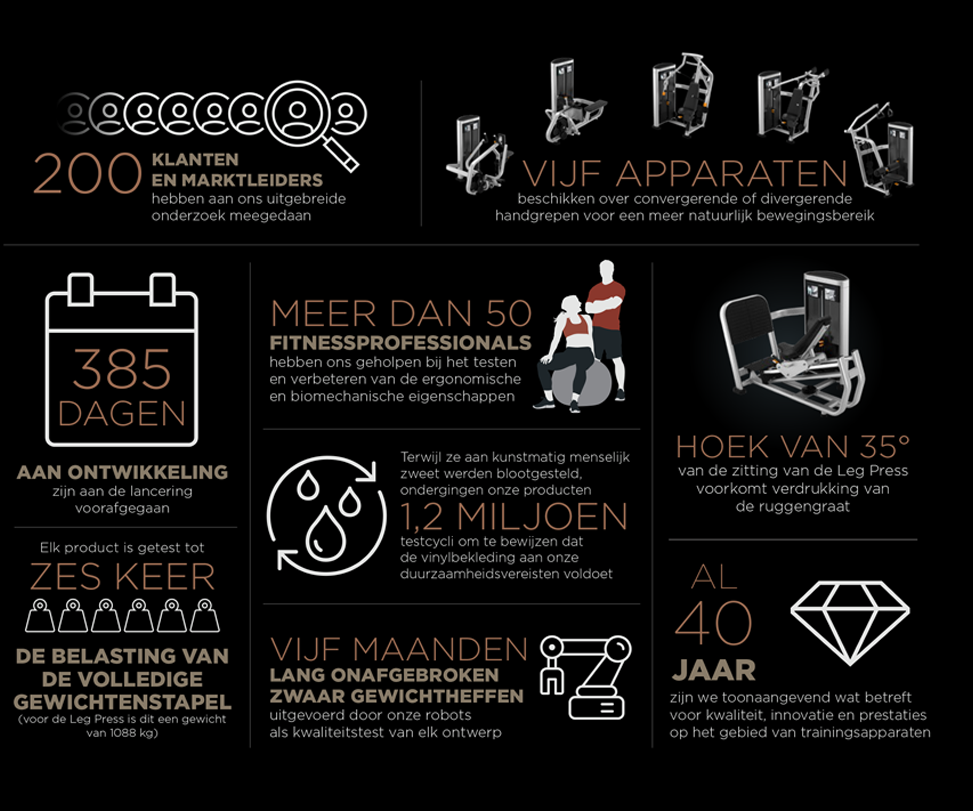 200
KLANTEN
EN MARKTLEIDERS
hebben aan ons uitgebreide
onderzoek meegedaan
VIJF APPARATEN
beschikken over convergerende of divergerende
handgrepen voor een meer natuurlijk bewegingsbereik
385
DAGEN
AAN ONTWIKKELING
zijn aan de lancering
voorafgegaan
MEER DAN 50
FITNESSPROFESSIONALS
hebben ons geholpen bij het testen
en verbeteren van de ergonomische
en biomechanische eigenschappen
HOEK VAN 35°
van de zitting van de Leg Press
voorkomt verdrukking van
de ruggengraat
Terwijl ze aan kunstmatig menselijk
zweet werden blootgesteld,
ondergingen onze producten
1,2 MILJOEN
testcycli om te bewijzen dat
de vinylbekleding aan onze
duurzaamheidsvereisten voldoet
Elk product is getest tot
ZES KEER
DE BELASTING VAN
DE VOLLEDIGE
GEWICHTENSTAPEL
(voor de Leg Press is dit een gewicht
van 1088 kg)
VIJF MAANDEN
LANG ONAFGEBROKEN
ZWAAR GEWICHTHEFFEN
uitgevoerd door onze robots
als kwaliteitstest van elk ontwerp
AL
40
JAAR
zijn we toonaangevend wat betreft
voor kwaliteit, innovatie en prestaties
op het gebied van trainingsapparaten